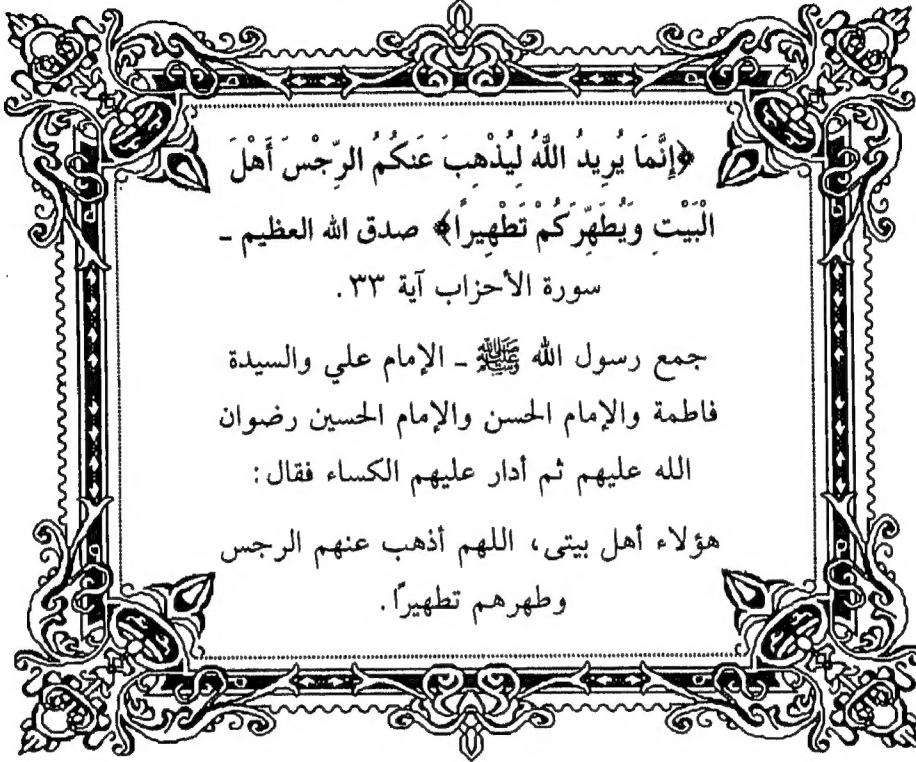 ﴿إِنَّمَا يُرِيدُ اللَّهُ لِيُذْهِبَ عَنكُمُ الرِّجْسَ أَهْلَ
الْبَيْتِ وَيُطَهِّرَكُمْ تَطْهِيرًا﴾ صدق الله العظيم ـ
سورة الأحزاب آية ٣٣.
جمع رسول الله ﷺ ـ الإمام علي والسيدة
فاطمة والإمام الحسن والإمام الحسين رضوان
الله عليهم ثم أدار عليهم الكساء فقال:
هؤلاء أهل بيتى، اللهم أذهب عنهم الرجس
وطهرهم تطهيراً.